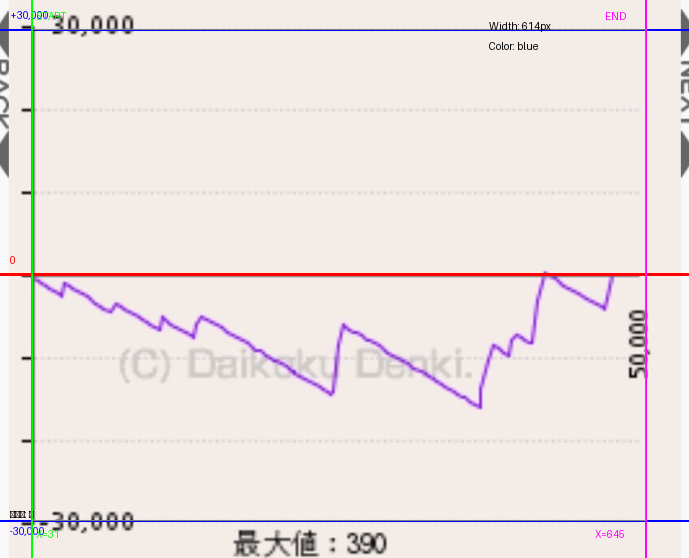 +30,000
START
30,000
END
Width: 614px
Color: blue
BACK
NEXT
0
50,000
(C) Daikoku Denki.
-30,000
-30,000
X=31
X=645
最大値：390